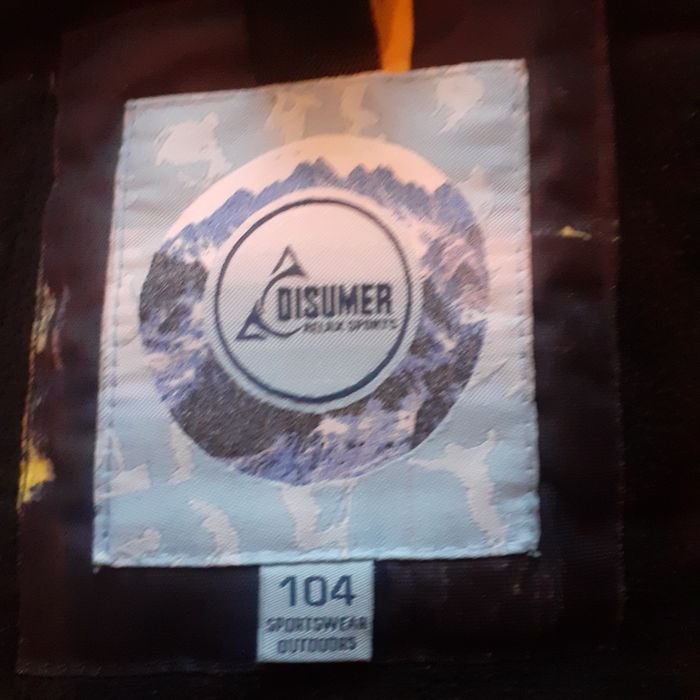 DISUMER
RELAX SPORTS
104
SPORTSWEAR
OUTDOORS